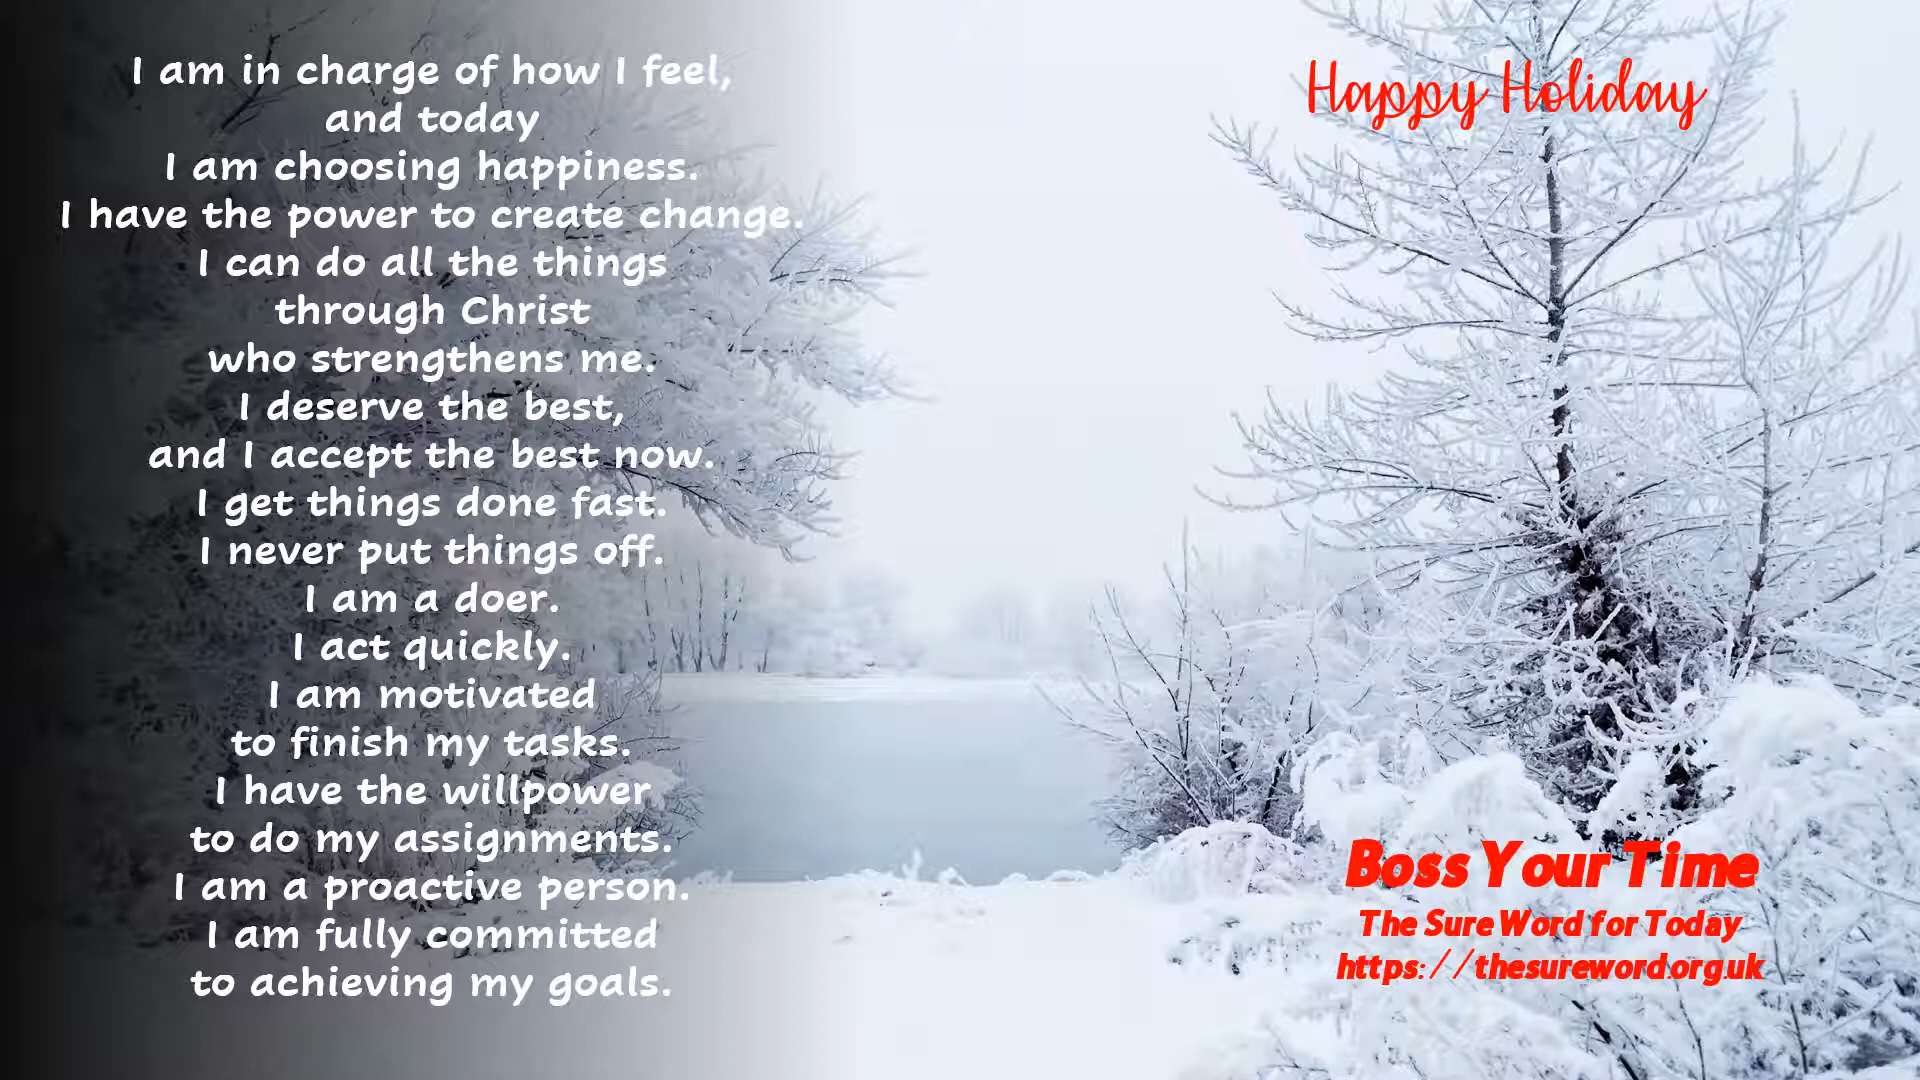 I am in charge of how I feel,
and today
I am choosing happiness.
I have the power to create change.
I can do all the things
through Christ
who strengthens me.
I deserve the best,
and I accept the best now.
I get things done fast.
I never put things off.
I am a doer.
I act quickly.
I am motivated
to finish my tasks.
I have the willpower
to do my assignments.
I am a proactive person.
I am fully committed
to achieving my goals.
Happy Holiday
Boss Your Time
The Sure Word for Today
https://thesureword.org.uk